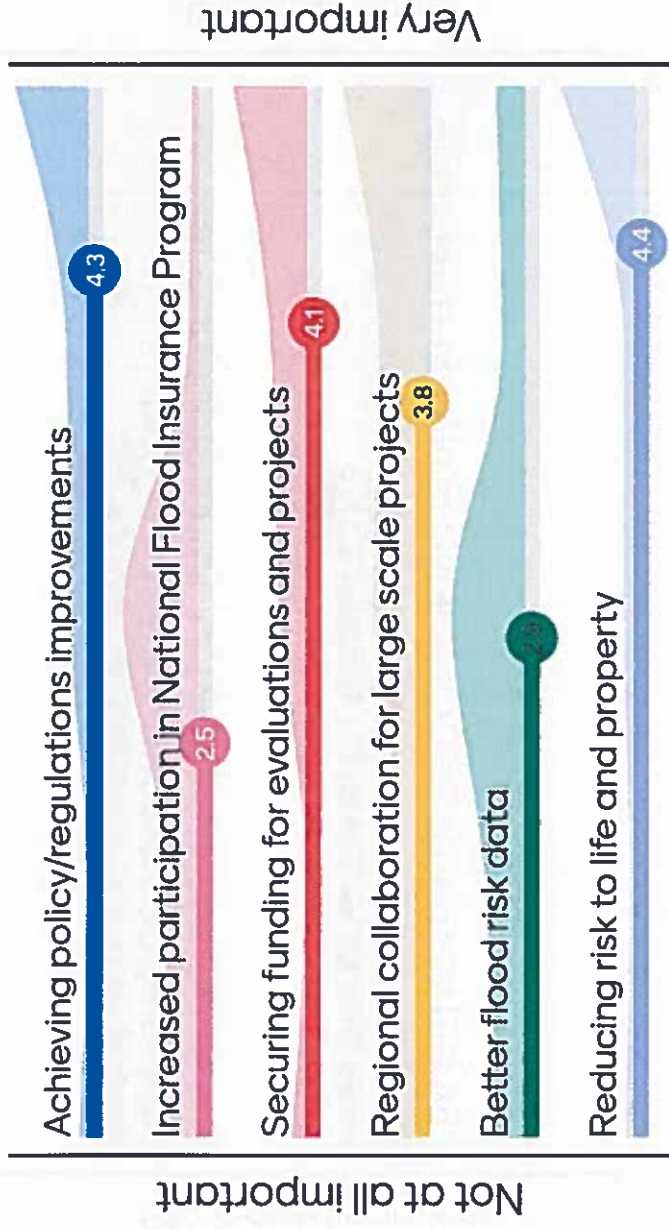 Very important
Achieving policy/regulations improvements
4.3
Increased participation in National Flood Insurance Program
2.5
Securing funding for evaluations and projects
4.1
Regional collaboration for large scale projects
3.8
Better flood risk data
2.9
Reducing risk to life and property
4.4
Not at all important